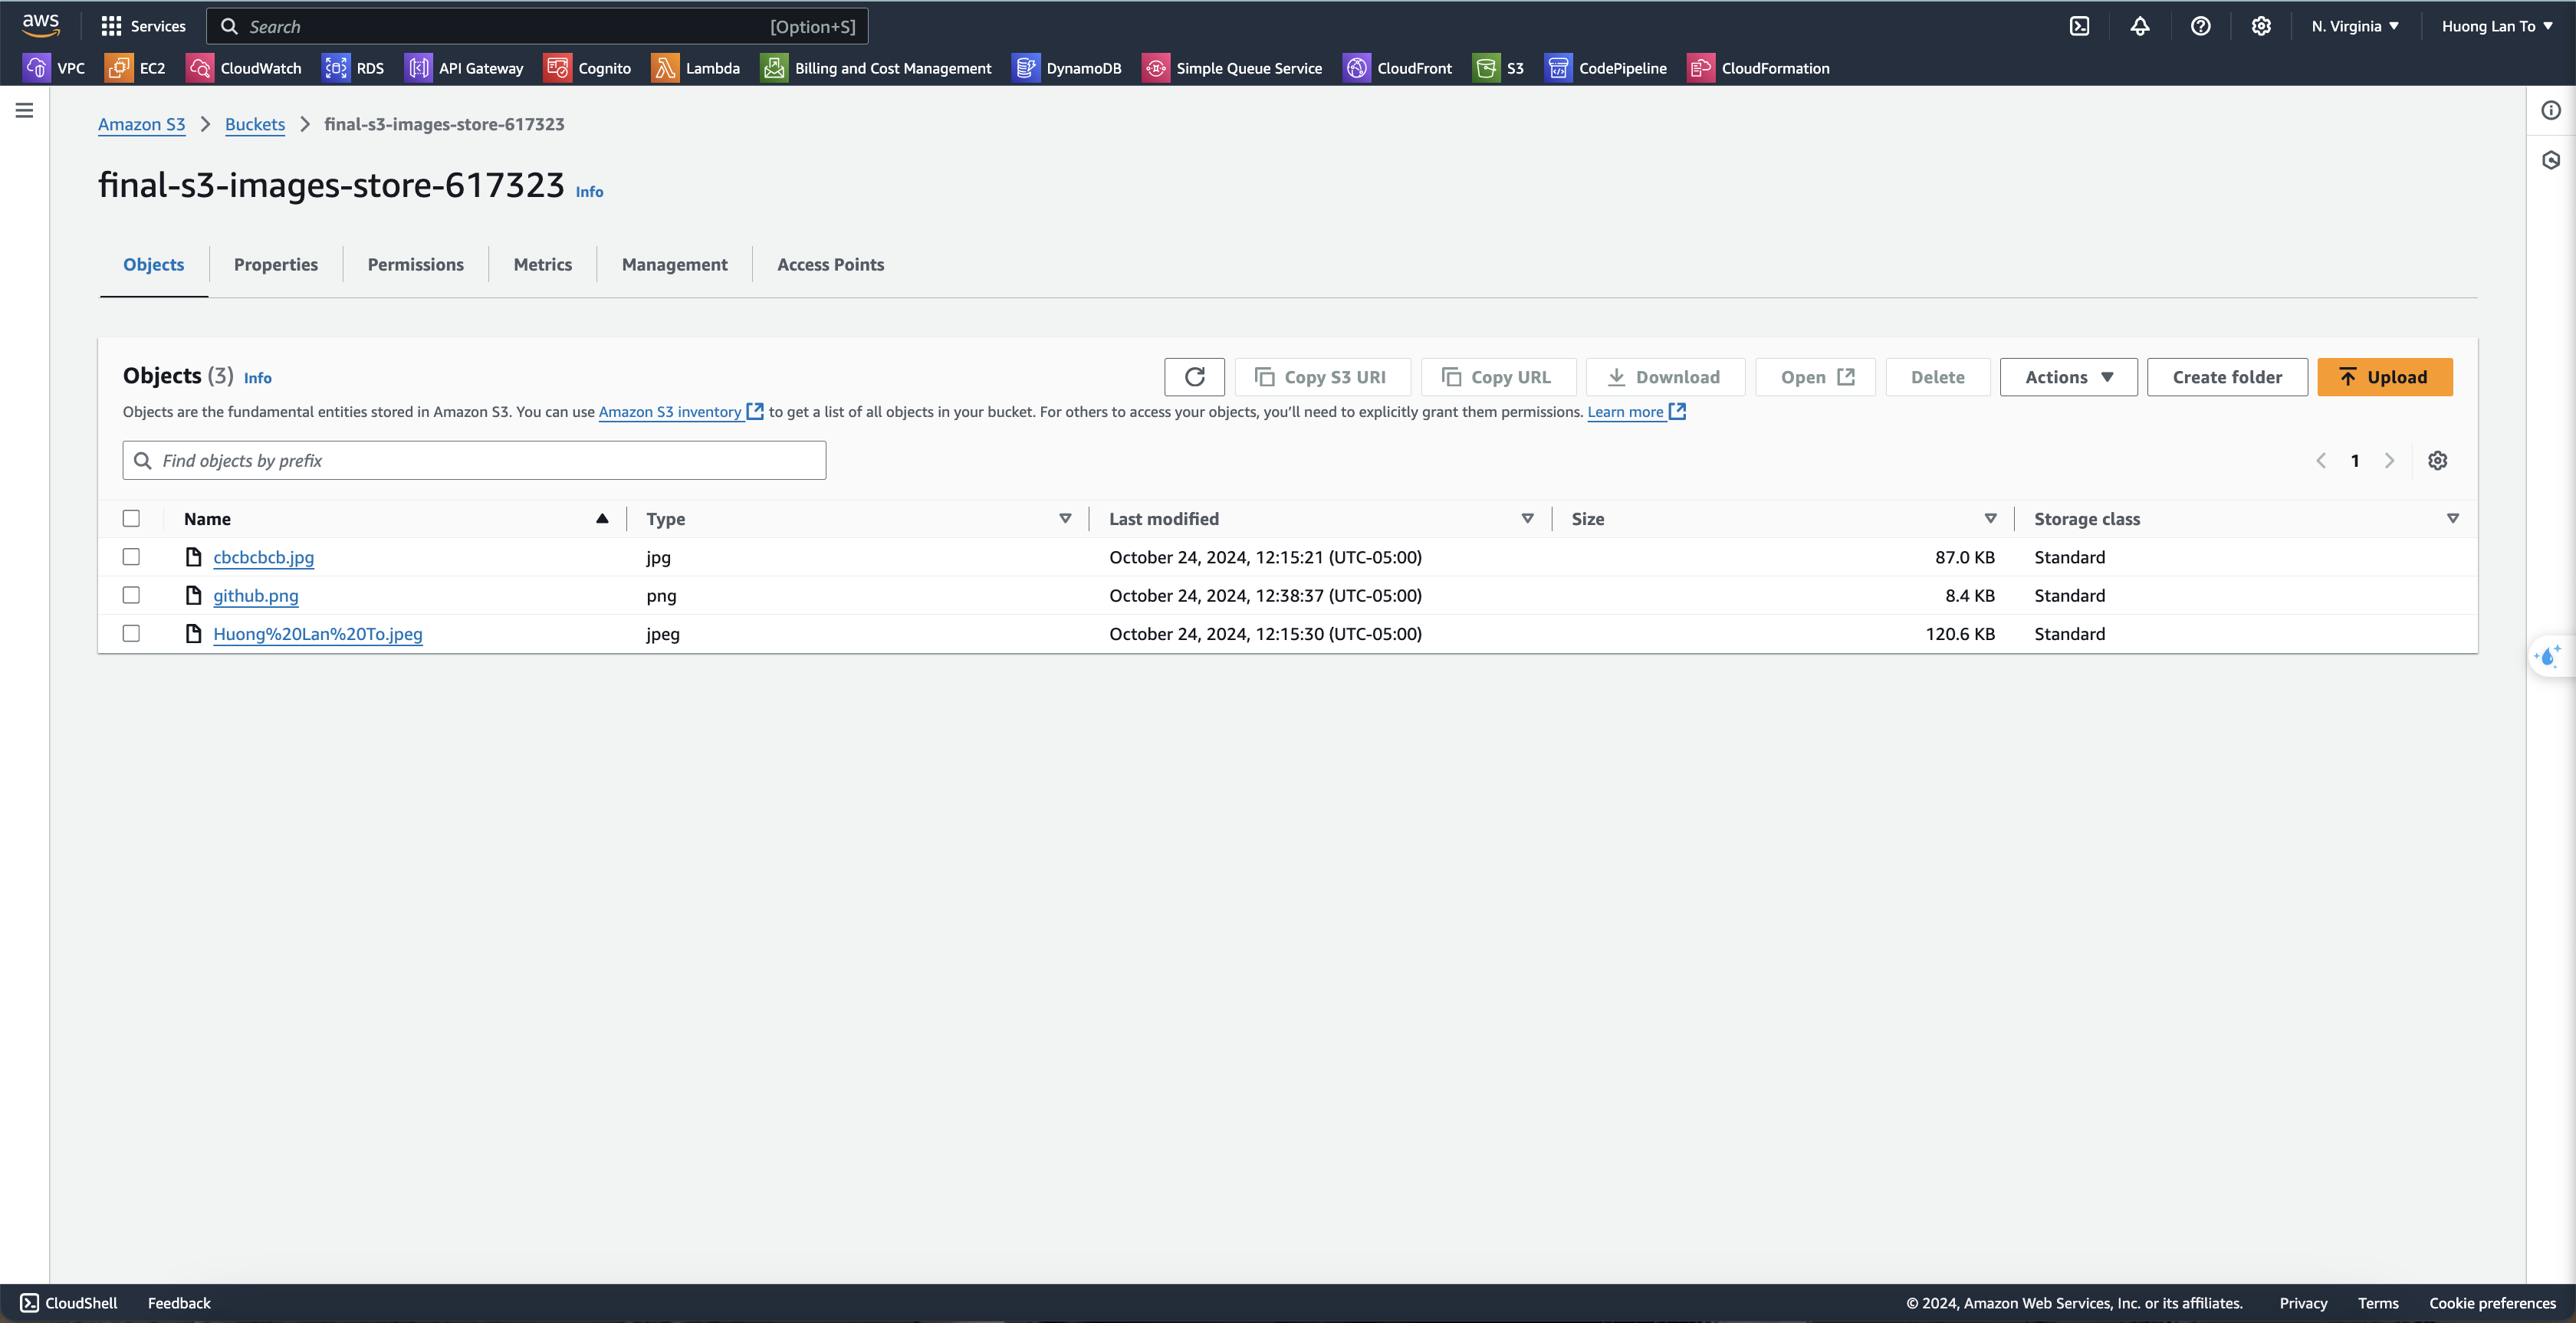 aws Services Search [Option+S] N. Virginia Huong Lan To
VPC EC2 CloudWatch RDS API Gateway Cognito Lambda Billing and Cost Management DynamoDB Simple Queue Service CloudFront S3 CodePipeline CloudFormation
Amazon S3 > Buckets > final-s3-images-store-617323
final-s3-images-store-617323 Info
Objects Properties Permissions Metrics Management Access Points
Objects (3) Info Copy S3 URI Copy URL Download Open Delete Actions Create folder Upload
Objects are the fundamental entities stored in Amazon S3. You can use Amazon S3 inventory to get a list of all objects in your bucket. For others to access your objects, you’ll need to explicitly grant them permissions. Learn more
Find objects by prefix 1
Name Type Last modified Size Storage class
cbcbcbcb.jpg jpg October 24, 2024, 12:15:21 (UTC-05:00) 87.0 KB Standard
github.png png October 24, 2024, 12:38:37 (UTC-05:00) 8.4 KB Standard
Huong%20Lan%20To.jpeg jpeg October 24, 2024, 12:15:30 (UTC-05:00) 120.6 KB Standard
CloudShell Feedback © 2024, Amazon Web Services, Inc. or its affiliates. Privacy Terms Cookie preferences